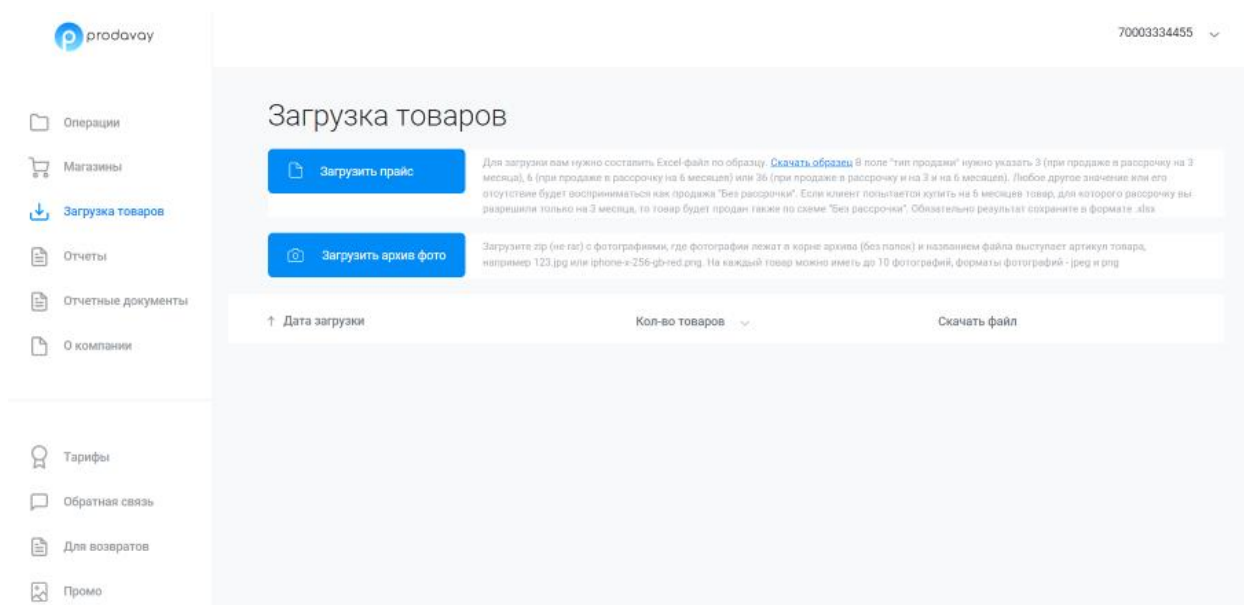 prodavay
70003334455
Операции
Магазины
Загрузка товаров
Отчеты
Отчетные документы
О компании
Тарифы
Обратная связь
Для возвратов
Промо
Загрузка товаров
Загрузить прайс
Для загрузки вам нужно составить Excel-файл по образцу. Скачать образец В поле "тип продажи" нужно указать 3 (при продаже в рассрочку на 3
месяца), 6 (при продаже в рассрочку на 6 месяцев) или 36 (при продаже в рассрочку и на 3 и на 6 месяцев). Любое другое значение или его
отсутствие будет восприниматься как продажа "Без рассрочки". Если клиент попытается купить на 6 месяцев товар, для которого рассрочку вы
разрешили только на 3 месяца, то товар будет продан также по схеме "Без рассрочки". Обязательно результат сохраните в формате .xlsx
Загрузить архив фото
Загрузите zip (не rar) с фотографиями, где фотографии лежат в корне архива (без папок) и названием файла выступает артикул товара,
например 123.jpg или iphone-x-256-gb-red.png. На каждый товар можно иметь до 10 фотографий, форматы фотографий - jpeg и png
↑ Дата загрузки
Кол-во товаров
Скачать файл